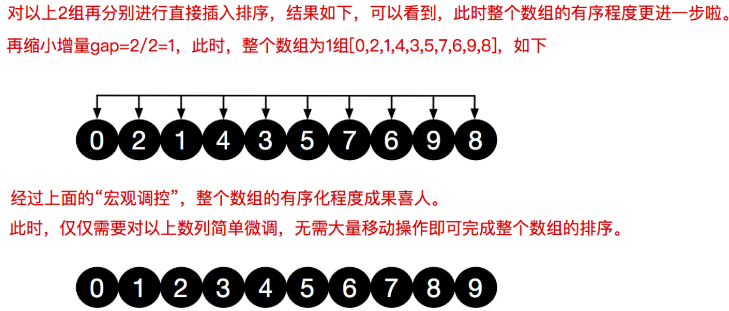 对以上2组再分别进行直接插入排序，结果如下，可以看到，此时整个数组的有序程度更进一步啦。
再缩小增量gap=2/2=1，此时，整个数组为1组[0,2,1,4,3,5,7,6,9,8]，如下
0 2 1 4 3 5 7 6 9 8
经过上面的“宏观调控”，整个数组的有序化程度成果喜人。
此时，仅仅需要对以上数列简单微调，无需大量移动操作即可完成整个数组的排序。
0 1 2 3 4 5 6 7 8 9